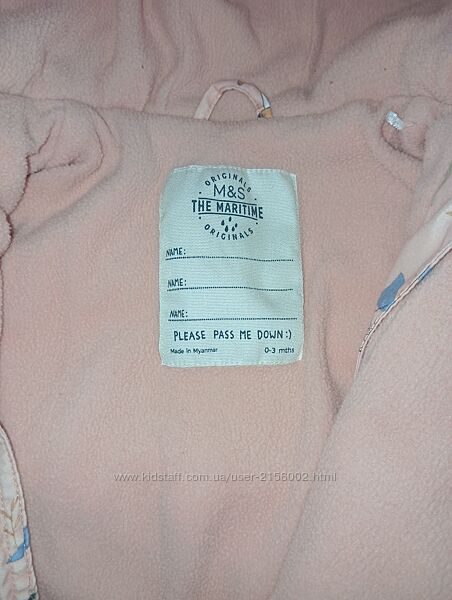 ORIGINALS
M&S
THE MARITIME
ORIGINALS
NAME:
NAME:
NAME:
PLEASE PASS ME DOWN:)
Made in Myanmar 0-3 mths
www.kidstaff.com.ua/user-2158002.html